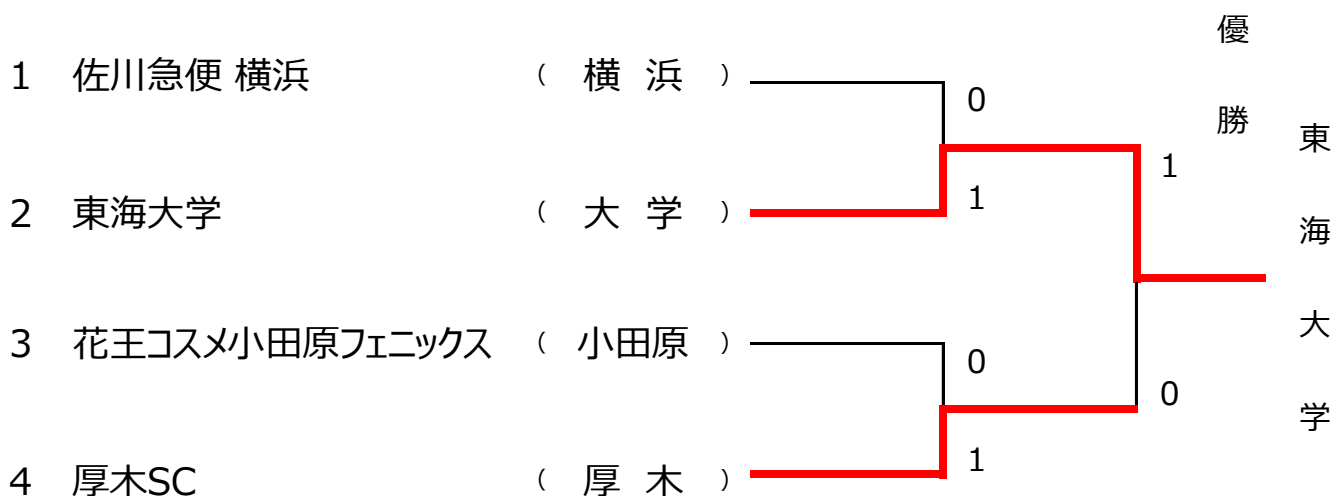 優勝
1 佐川急便 横浜 （ 横 浜 ）
0
東海大学
1
2 東海大学 （ 大 学 ）
1
3 花王コスメ小田原フェニックス （ 小田原 ）
0
0
4 厚木SC （ 厚 木 ）
1